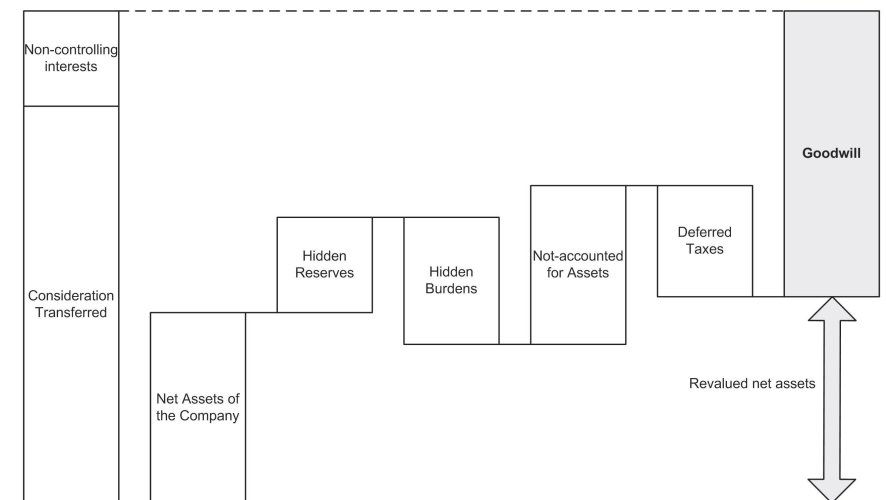 Non-controlling
interests
Consideration
Transferred
Net Assets of
the Company
Hidden
Reserves
Hidden
Burdens
Not-accounted
for Assets
Deferred
Taxes
Goodwill
Revalued net assets